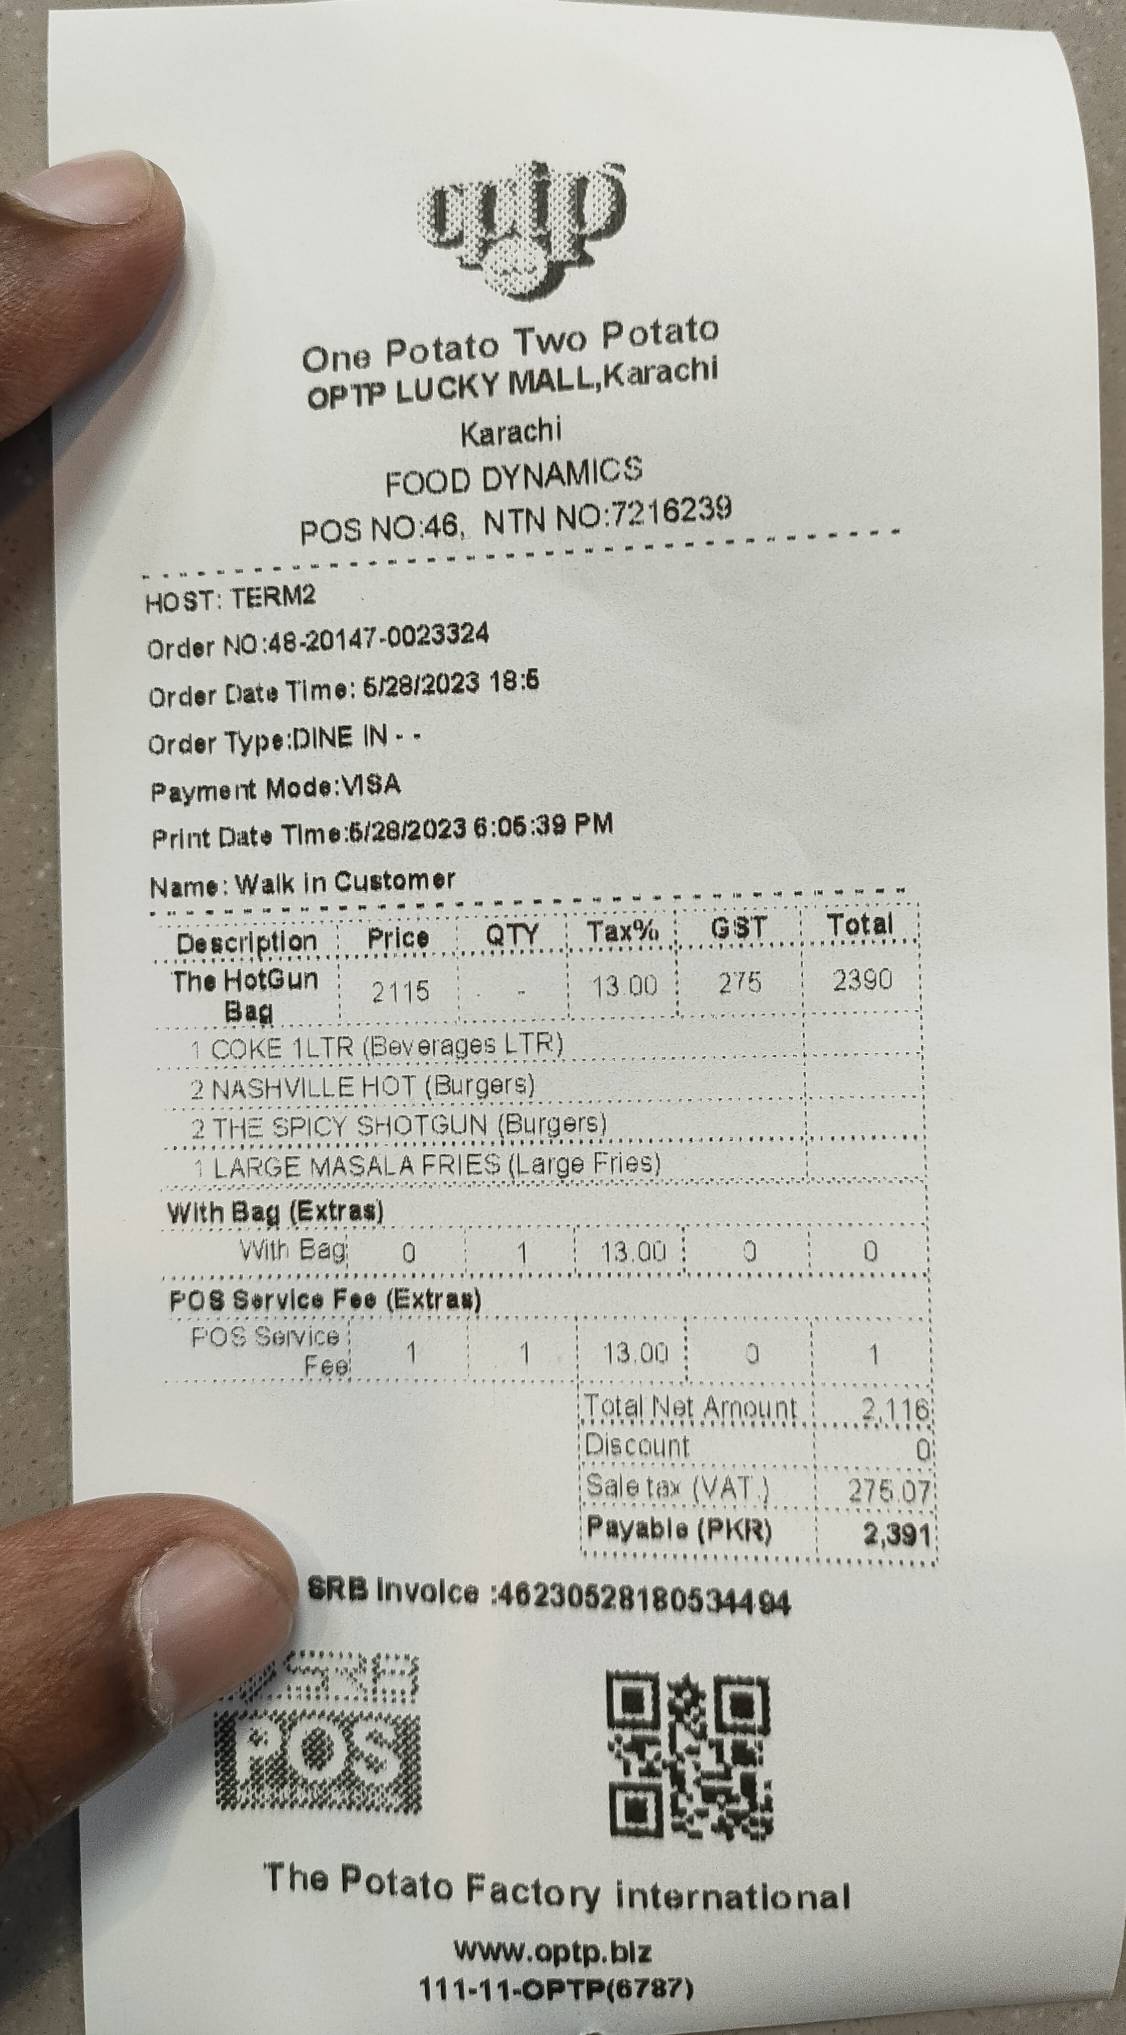 optp
One Potato Two Potato
OPTP LUCKY MALL,Karachi
Karachi
FOOD DYNAMICS
POS NO:46, NTN NO:7216239
HOST: TERM2
Order NO:48-20147-0023324
Order Date Time: 5/28/2023 18:5
Order Type:DINE IN - -
Payment Mode:VISA
Print Date Time:5/28/2023 6:05:39 PM
Name: Walk in Customer
Description Price QTY Tax% GST Total
The HotGun Bag 2115 - 13.00 275 2390
1 COKE 1LTR (Beverages LTR)
2 NASHVILLE HOT (Burgers)
2 THE SPICY SHOTGUN (Burgers)
1 LARGE MASALA FRIES (Large Fries)
With Bag (Extras)
With Bag 0 1 13.00 0 0
POS Service Fee (Extras)
POS Service Fee 1 1 13.00 0 1
Total Net Amount 2,116
Discount 0
Sale tax (VAT.) 275.07
Payable (PKR) 2,391
SRB Invoice :46230528180534494
POS
The Potato Factory international
www.optp.biz
111-11-OPTP(6787)